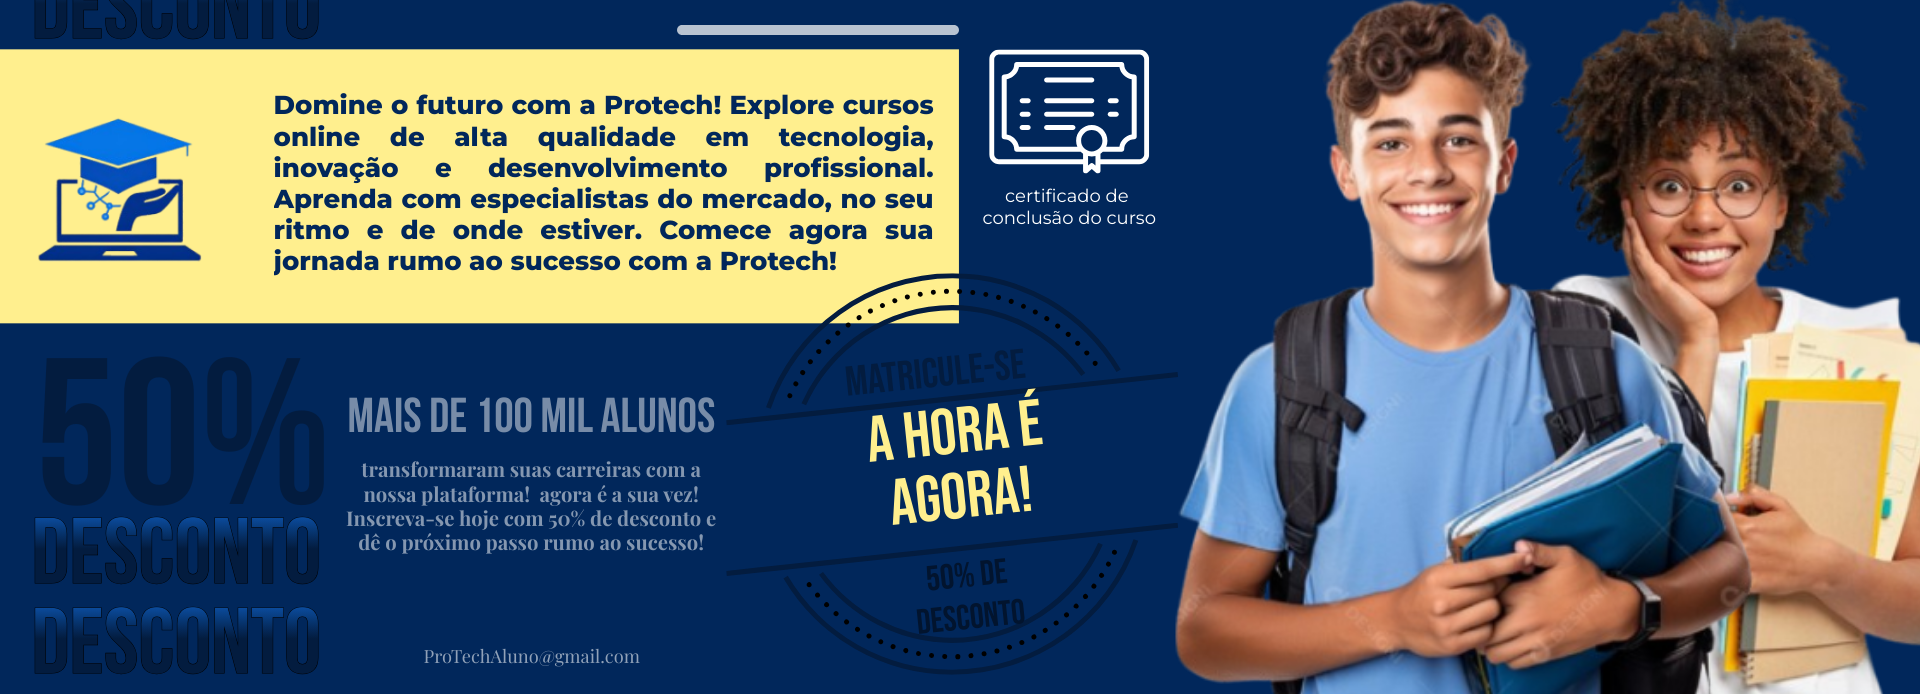 DESCONTO
Domine o futuro com a Protech! Explore cursos
online de alta qualidade em tecnologia,
inovação e desenvolvimento profissional.
Aprenda com especialistas do mercado, no seu
ritmo e de onde estiver. Comece agora sua
jornada rumo ao sucesso com a Protech!
certificado de
conclusão do curso
50%
DESCONTO
DESCONTO
MAIS DE 100 MIL ALUNOS
transformaram suas carreiras com a
nossa plataforma!  agora é a sua vez!
Inscreva-se hoje com 50% de desconto e
dê o próximo passo rumo ao sucesso!
ProTechAluno@gmail.com
MATRICULE-SE
A HORA É
AGORA!
50% DE
DESCONTO